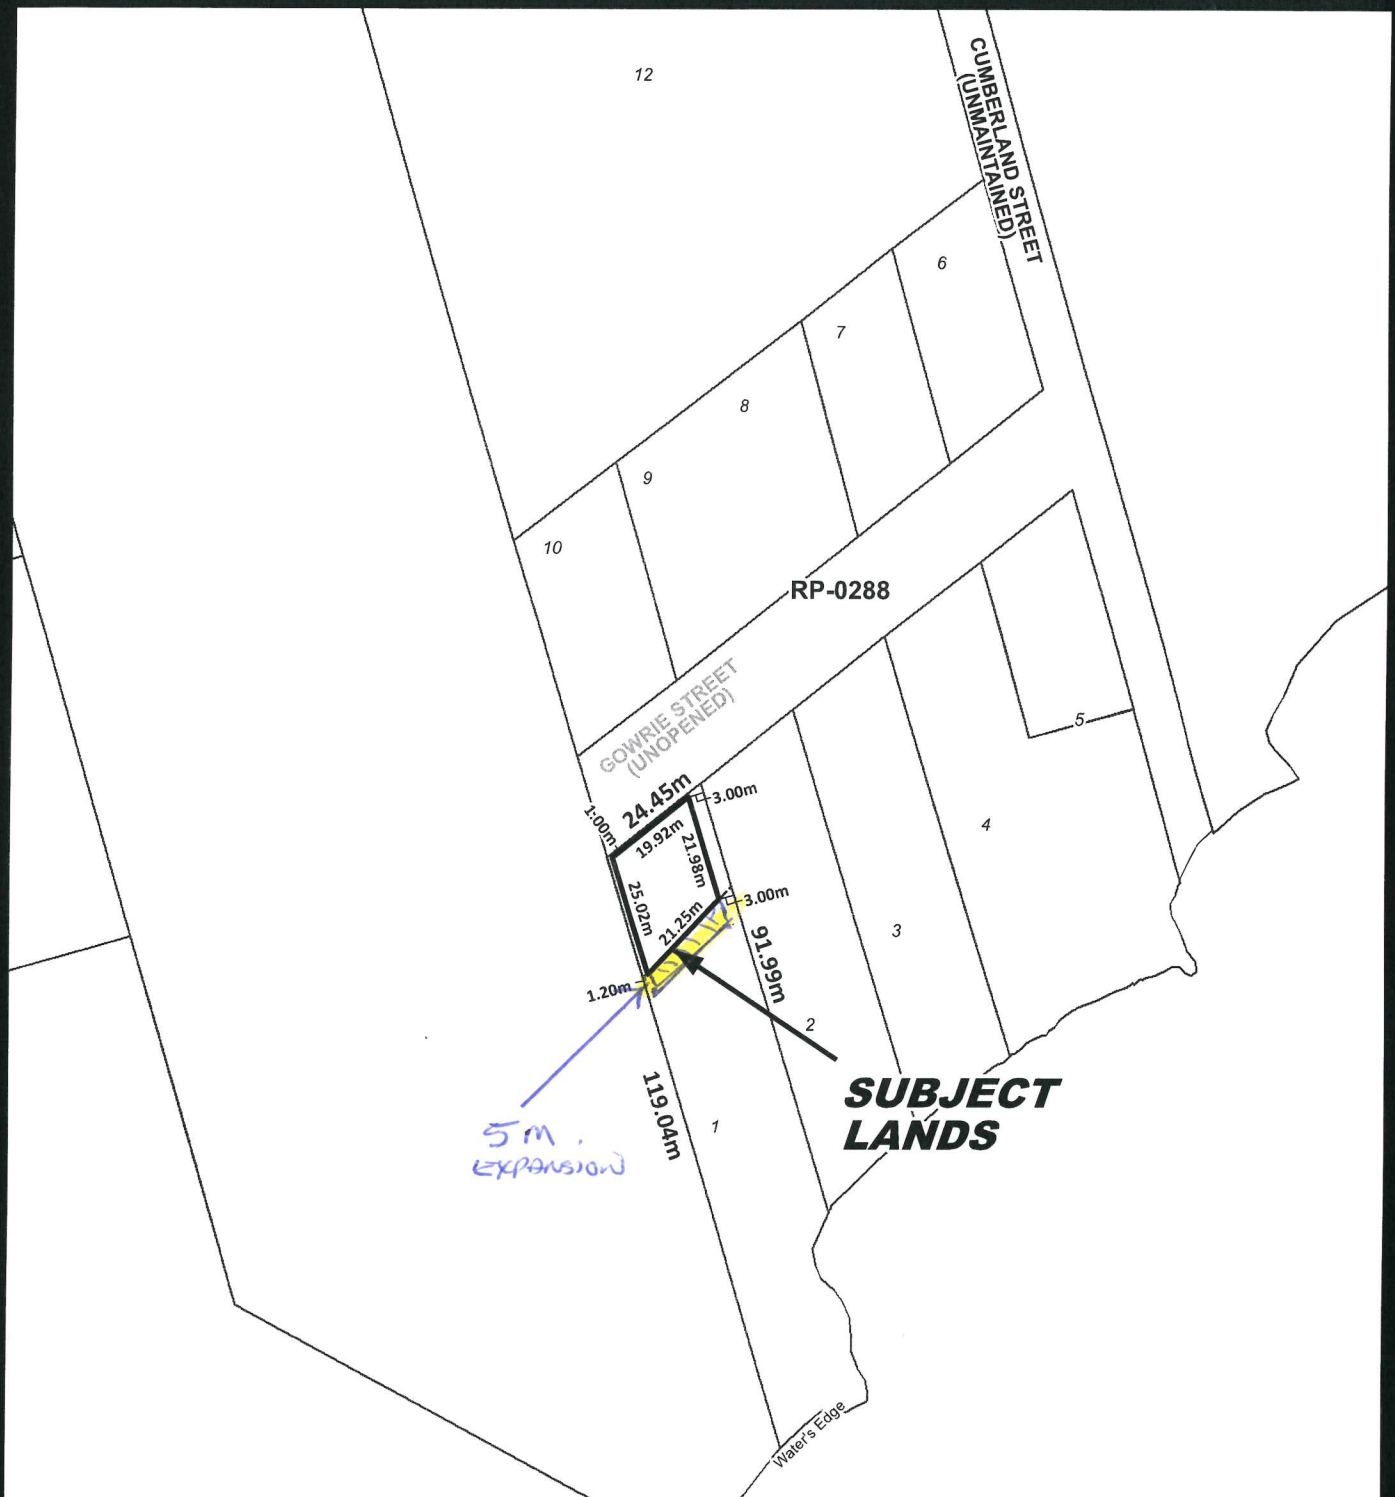 12
CUMBERLAND STREET
(UNMAINTAINED)
6
7
8
9
10
RP-0288
GOWRIE STREET
(UNOPENED)
5
24.45m
3.00m
1.00m
19.92m
21.98m
4
25.02m
21.25m
3.00m
3
91.99m
1.20m
2
SUBJECT
LANDS
5M.
EXPANSION
119.04m
1
Water's Edge